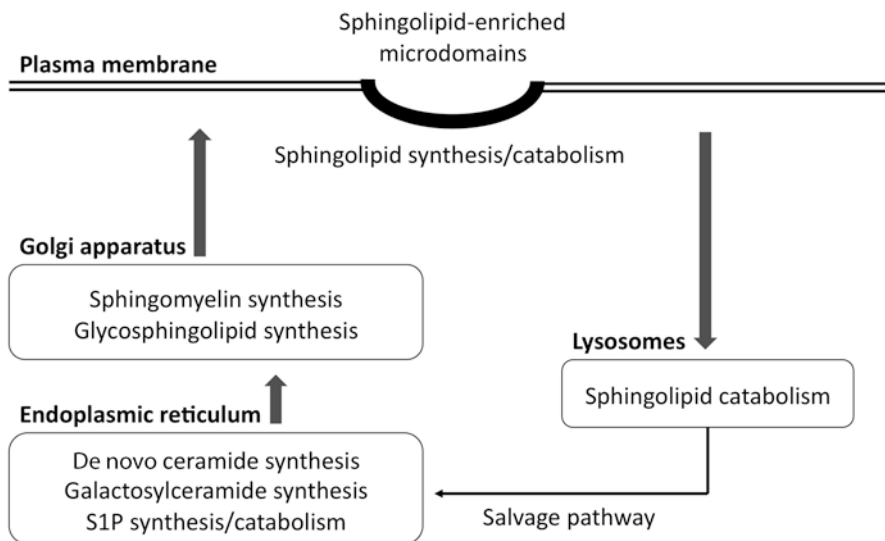 Sphingolipid-enriched
microdomains
Plasma membrane
Sphingolipid synthesis/catabolism
Golgi apparatus
Sphingomyelin synthesis
Glycosphingolipid synthesis
Lysosomes
Sphingolipid catabolism
Endoplasmic reticulum
De novo ceramide synthesis
Galactosylceramide synthesis
S1P synthesis/catabolism
Salvage pathway